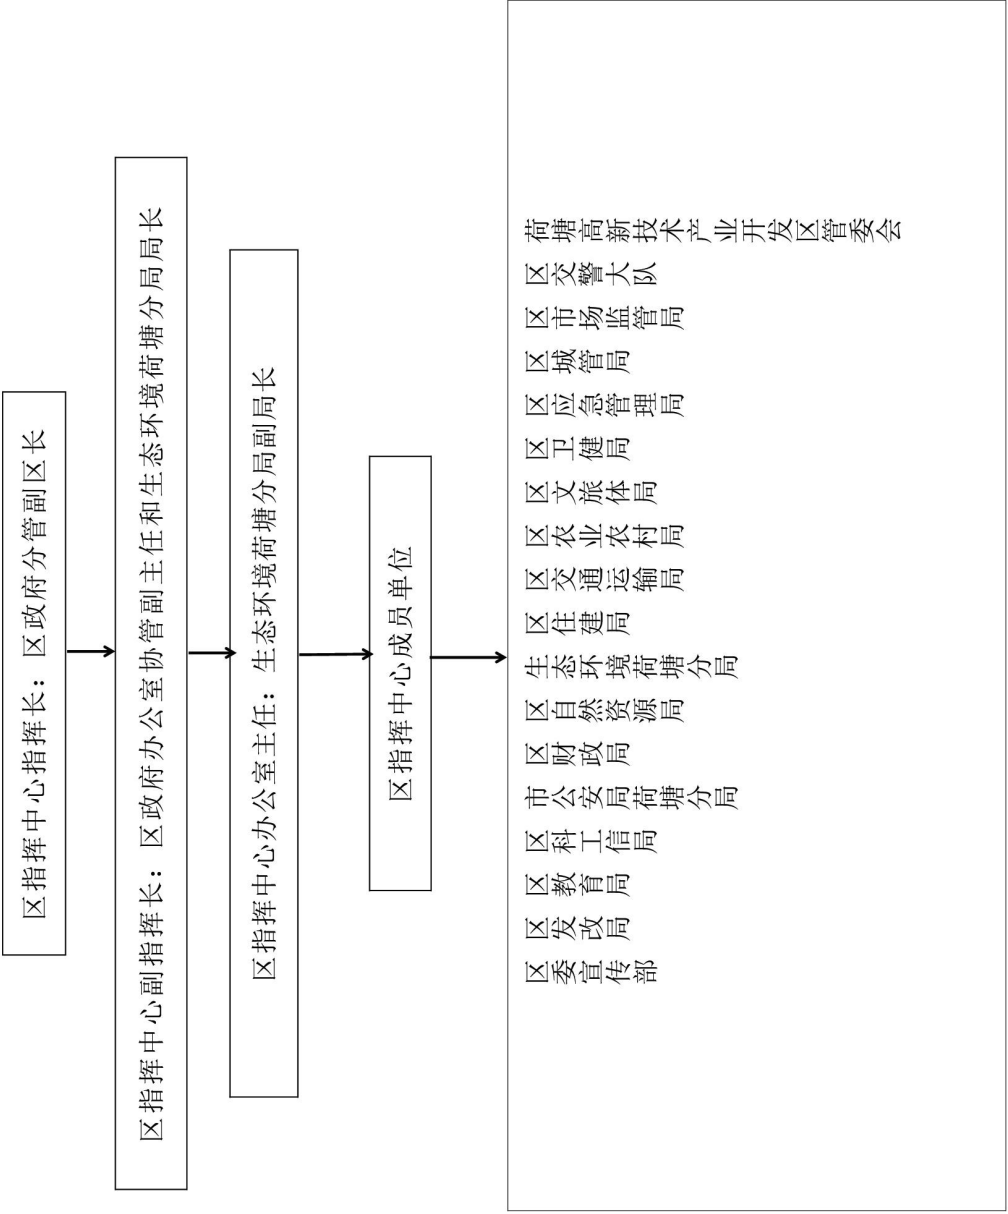 区指挥中心指挥长：区政府分管副区长
区指挥中心副指挥长：区政府办公室协管副主任和生态环境荷塘分局局长
区指挥中心办公室主任：生态环境荷塘分局副局长
区指挥中心成员单位
区委宣传部
区发改局
区教育局
区科工信局
市公安局荷塘分局
区财政局
区自然资源局
生态环境荷塘分局
区住建局
区交通运输局
区农业农村局
区文旅体局
区卫健局
区应急管理局
区城管局
区市场监管局
区交警大队
荷塘高新技术产业开发区管委会